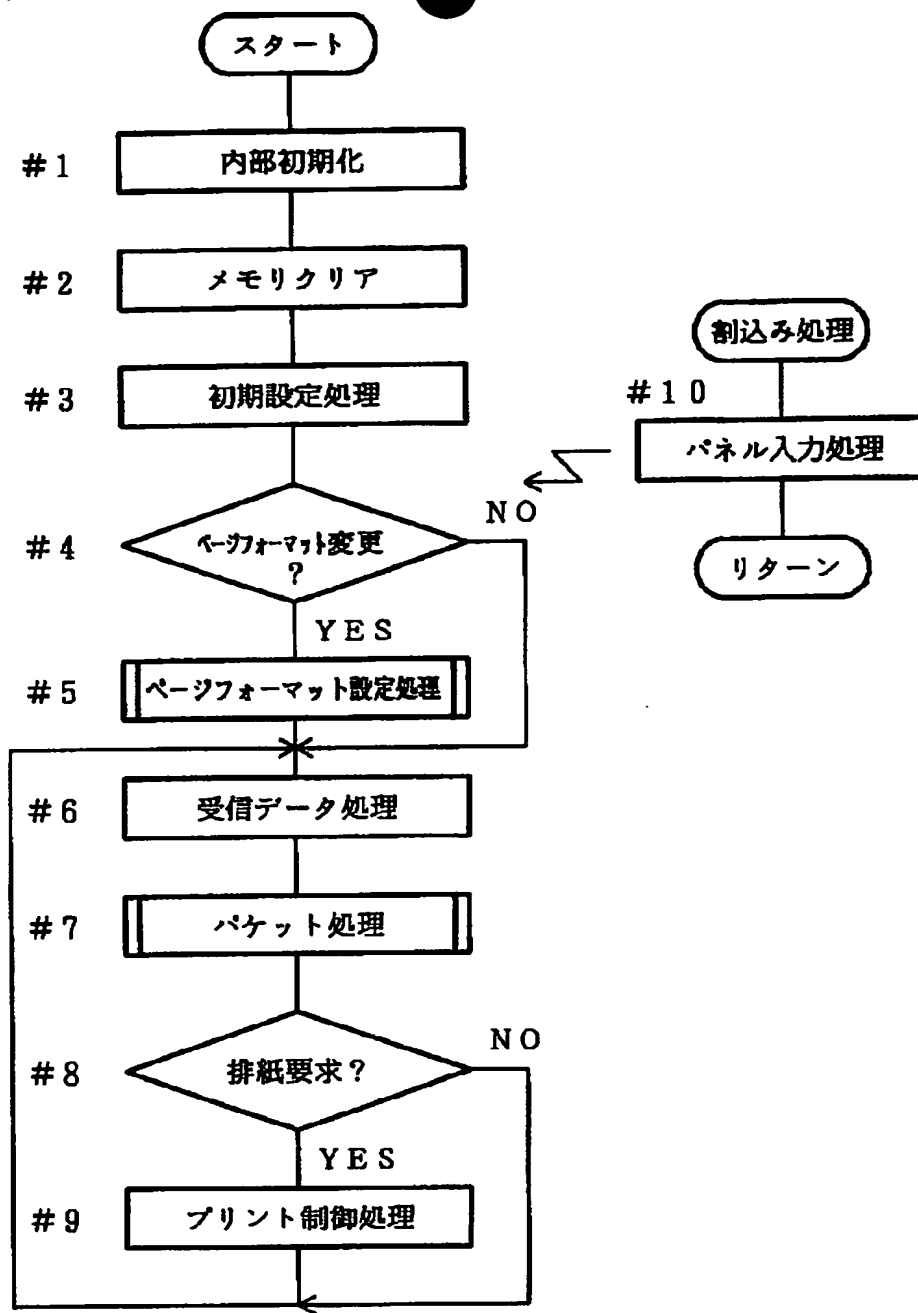 スタート
#1 内部初期化
#2 メモリクリア
#3 初期設定処理
#4 ページフォーマット変更
?
NO
YES
#5 ページフォーマット設定処理
#6 受信データ処理
#7 パケット処理
#8 排紙要求?
NO
YES
#9 プリント制御処理
割込み処理
#10
パネル入力処理
リターン